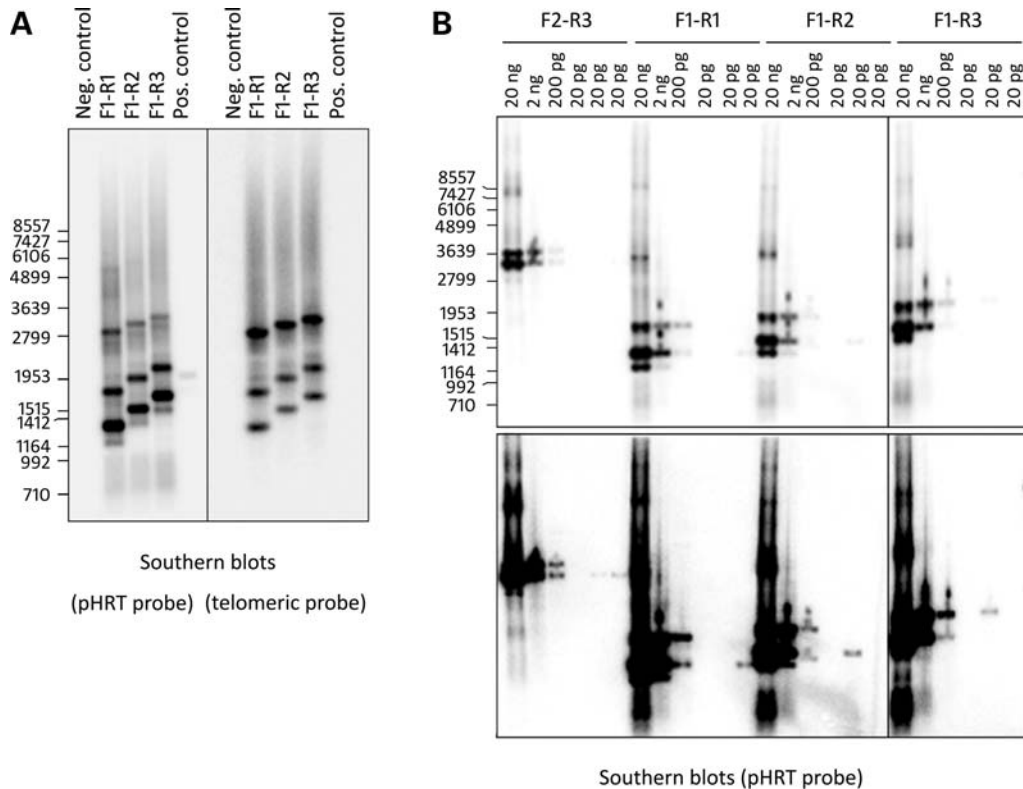 A
Neg. control
F1-R1
F1-R2
F1-R3
Pos. control
Neg. control
F1-R1
F1-R2
F1-R3
Pos. control
8557
7427
6106
4899
3639
2799
1953
1515
1412
1164
992
710
Southern blots
(pHRT probe) (telomeric probe)
B
F2-R3 F1-R1 F1-R2 F1-R3
20 ng
2 ng
200 pg
20 pg
20 pg
20 pg
20 ng
2 ng
200 pg
20 pg
20 pg
20 pg
20 ng
2 ng
200 pg
20 pg
20 pg
20 pg
20 ng
2 ng
200 pg
20 pg
20 pg
20 pg
8557
7427
6106
4899
3639
2799
1953
1515
1412
1164
992
710
Southern blots (pHRT probe)